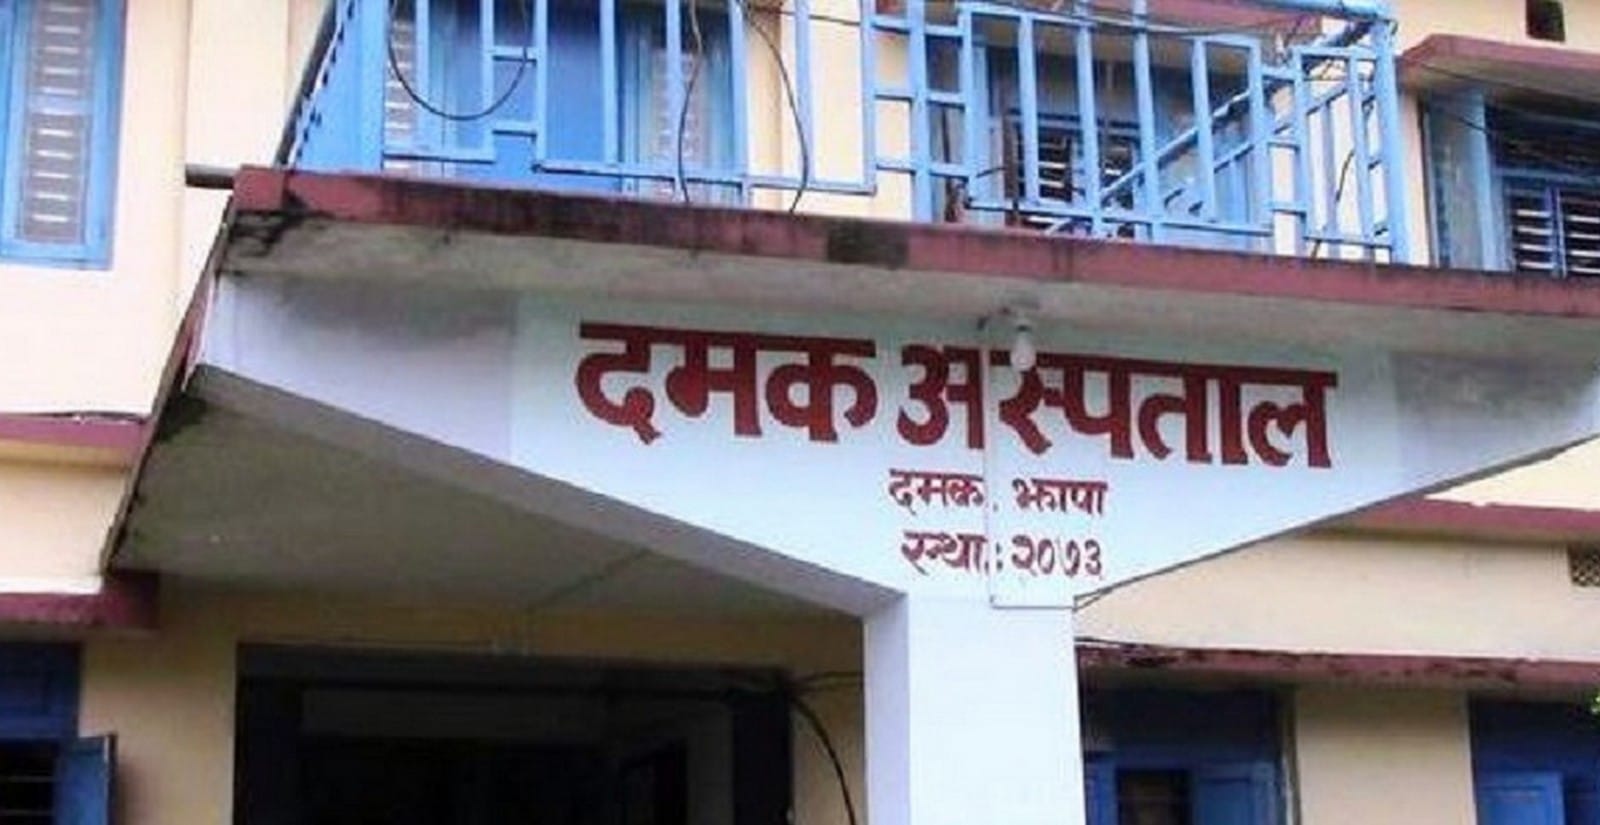 दमक अस्पताल
दमक, झापा
स्था.: २०७३